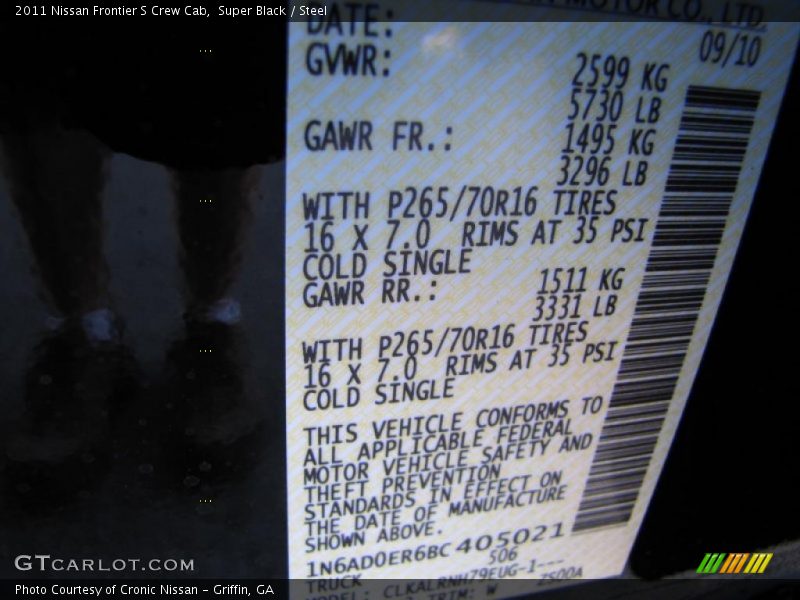 2011 Nissan Frontier S Crew Cab,  Super Black / Steel
MOTOR CO., LTD.
DATE: 09/10
GVWR: 2599 KG
5730 LB
GAWR FR.: 1495 KG
3296 LB
WITH P265/70R16 TIRES
16 X 7.0 RIMS AT 35 PSI
COLD SINGLE
GAWR RR.: 1511 KG
3331 LB
WITH P265/70R16 TIRES
16 X 7.0 RIMS AT 35 PSI
COLD SINGLE
THIS VEHICLE CONFORMS TO
ALL APPLICABLE FEDERAL
MOTOR VEHICLE SAFETY AND
THEFT PREVENTION
STANDARDS IN EFFECT ON
THE DATE OF MANUFACTURE
SHOWN ABOVE.
1N6AD0ER6BC405021
506
TRUCK
GTCARLOT.COM
Photo Courtesy of Cronic Nissan - Griffin, GA